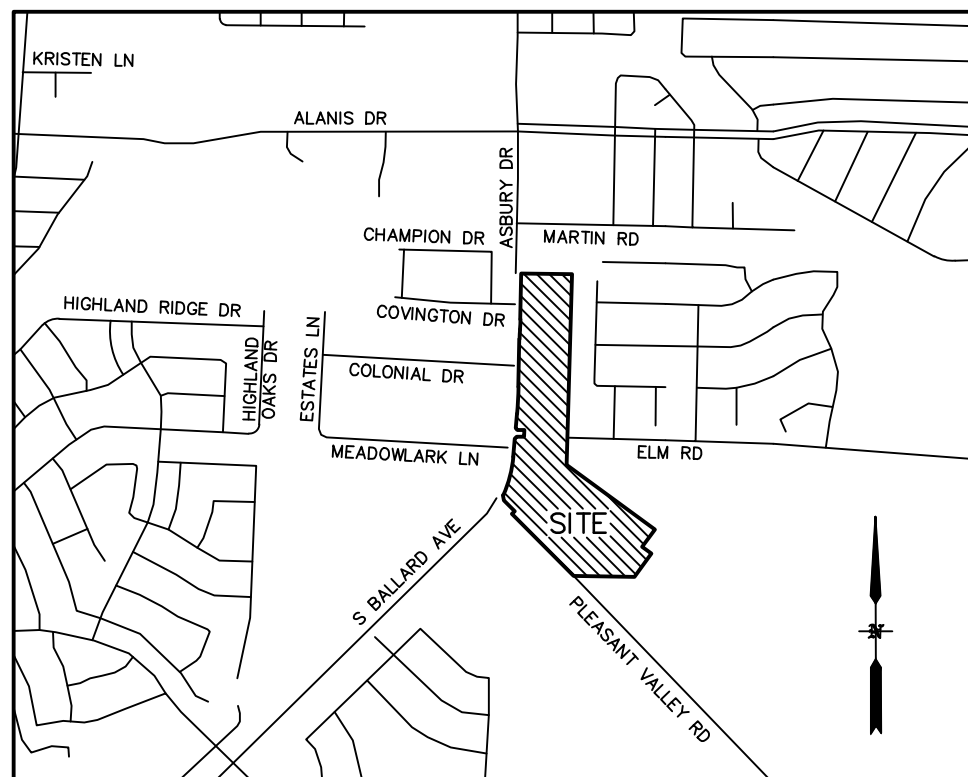 KRISTEN LN
ALANIS DR
ASBURY DR
CHAMPION DR
MARTIN RD
HIGHLAND RIDGE DR
COVINGTON DR
HIGHLAND
OAKS DR
ESTATES LN
COLONIAL DR
MEADOWLARK LN
ELM RD
SITE
S BALLARD AVE
PLEASANT VALLEY RD
N